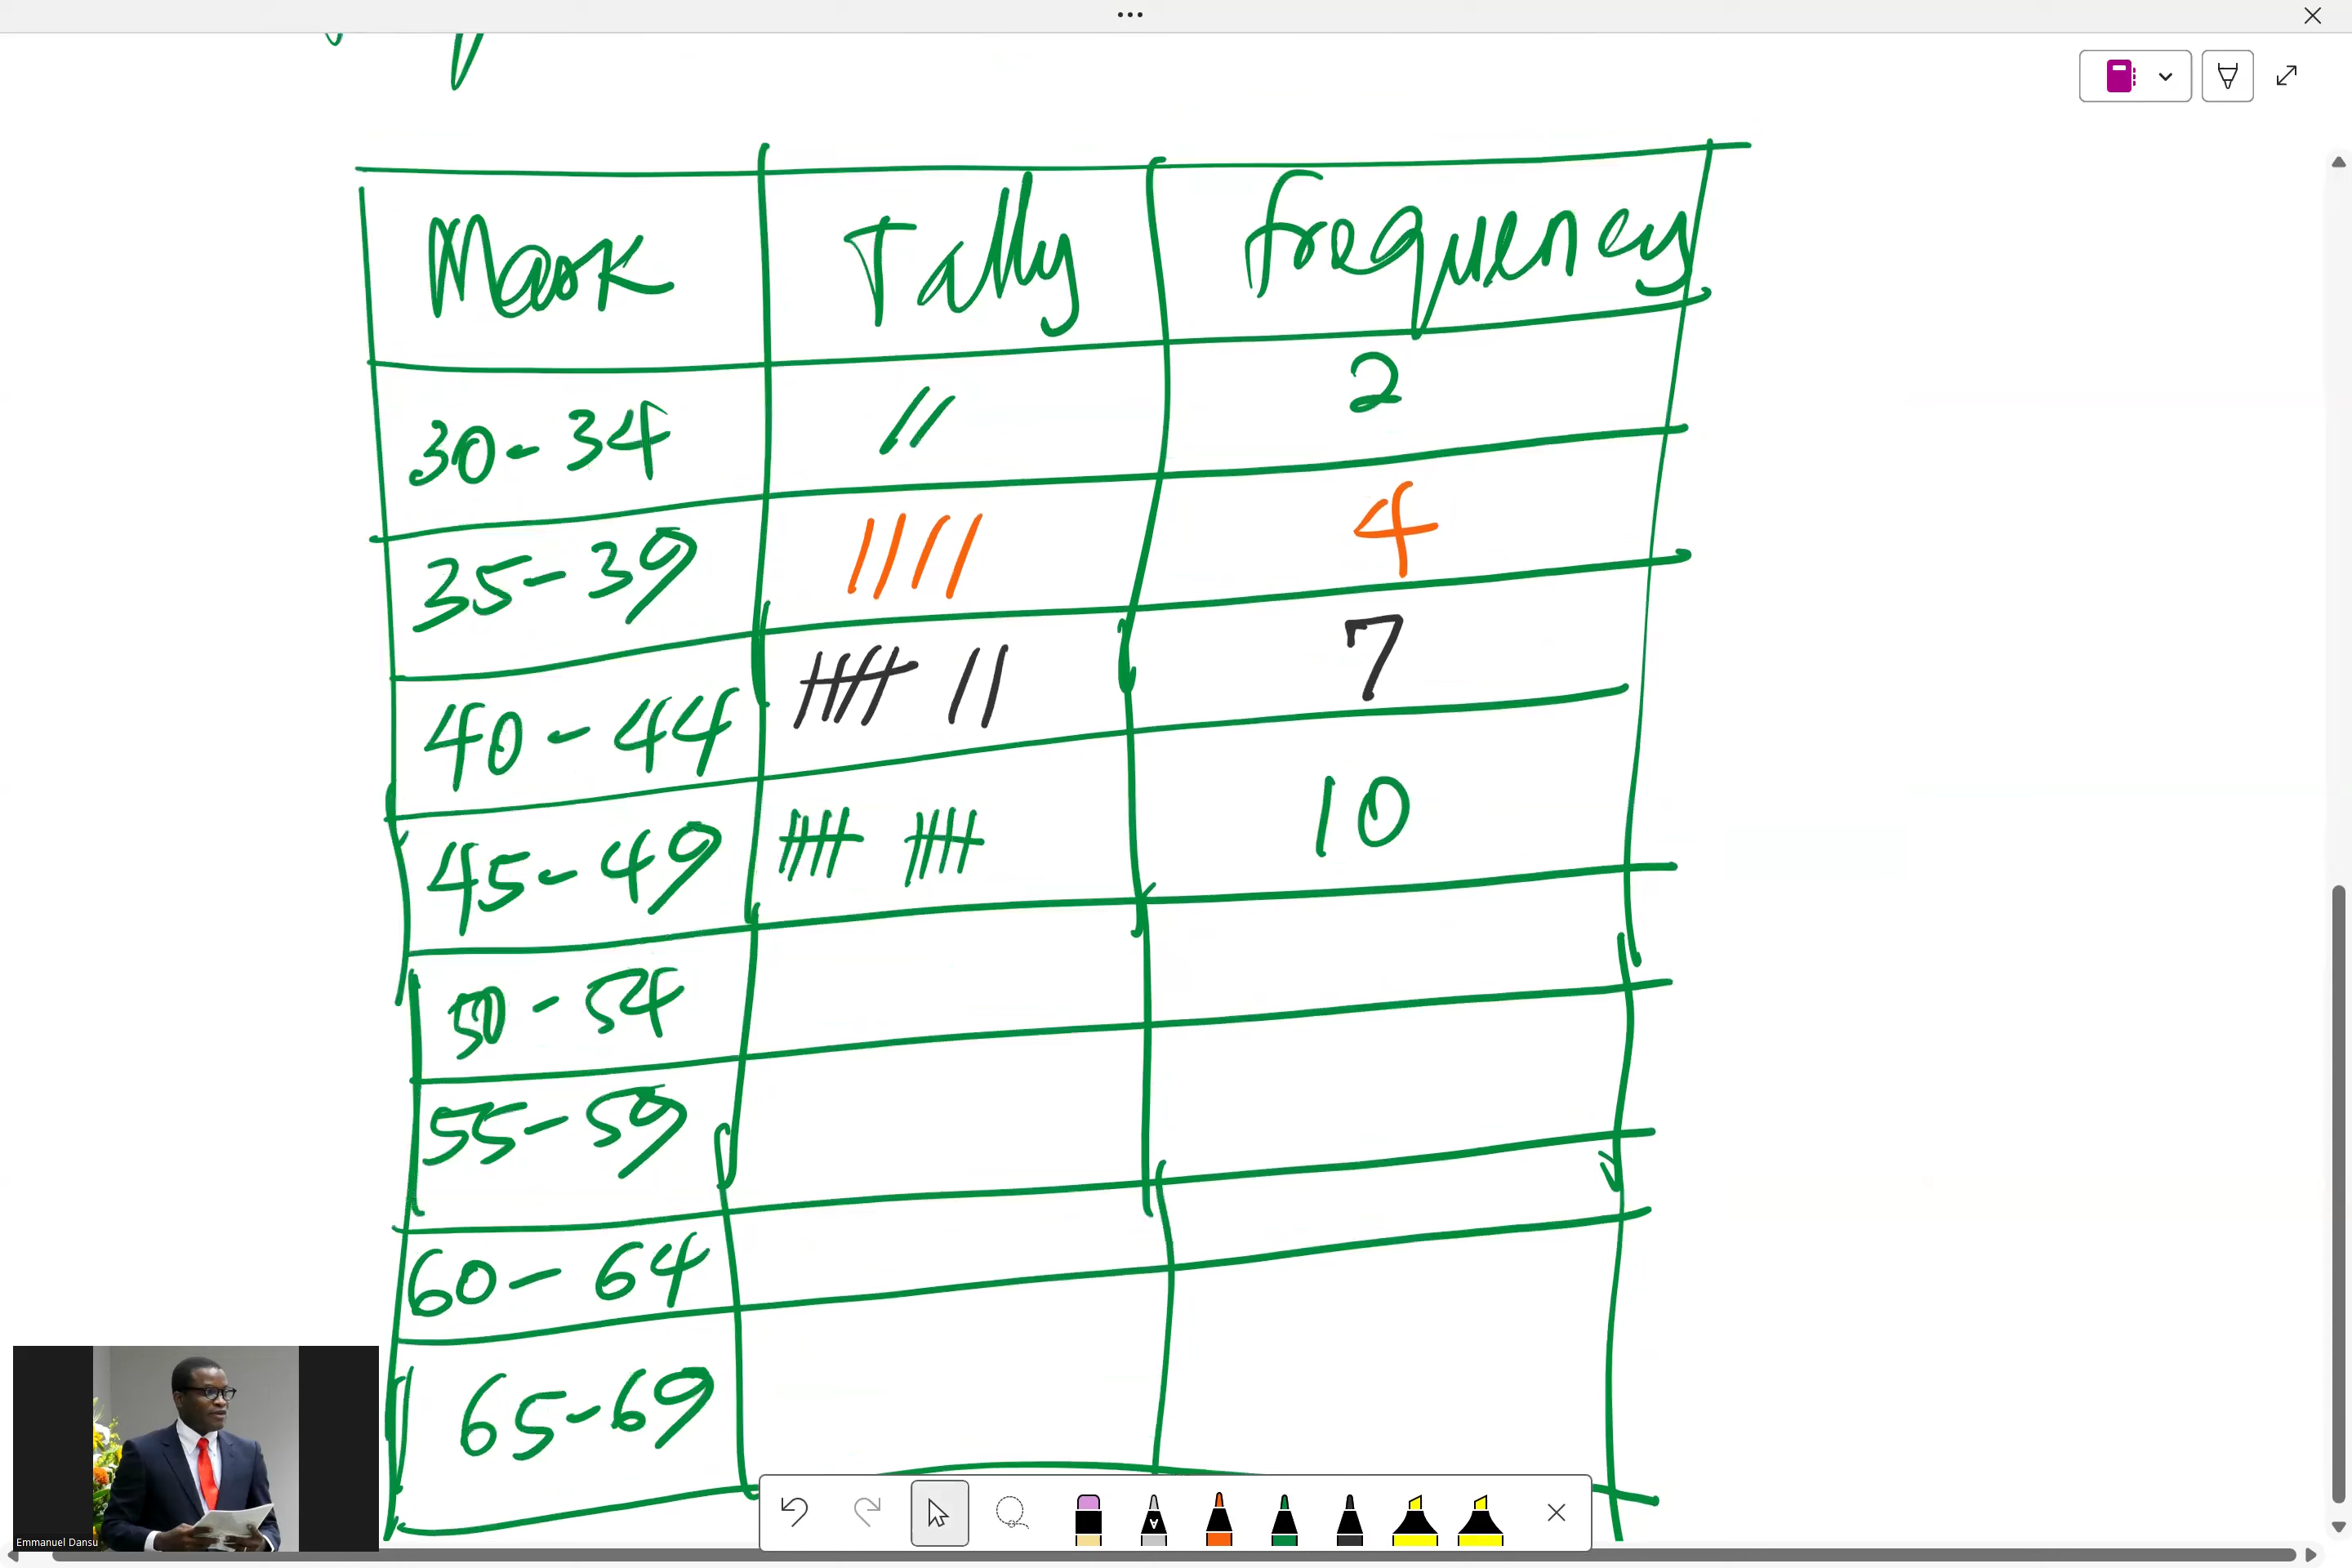 Mark Tally frequency
30 - 34 // 2
35 - 39 //// 4
40 - 44 𝍸 // 7
45 - 49 𝍸 𝍸 10
50 - 54
55 - 59
60 - 64
65 - 69
Emmanuel Dansu